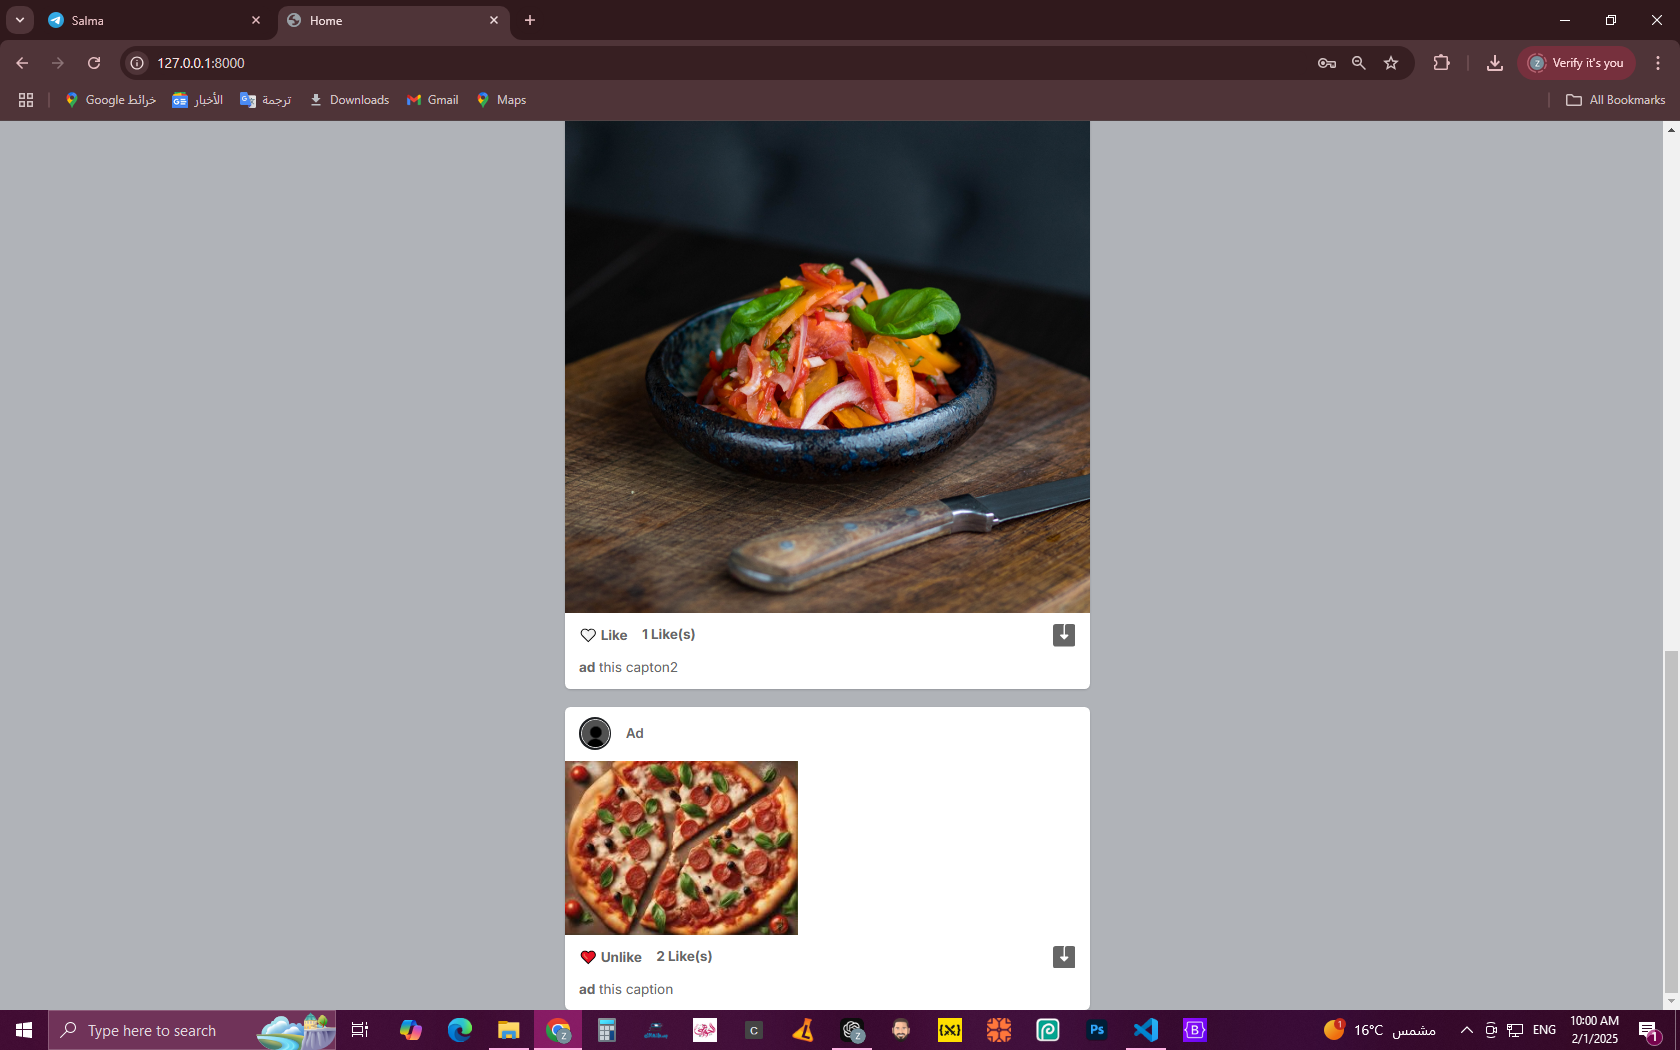 Salma
Home
127.0.0.1:8000
Verify it's you
Google خرائط
الأخبار
ترجمة
Downloads
Gmail
Maps
All Bookmarks
Like 1 Like(s)
ad this capton2
Ad
Unlike 2 Like(s)
ad this caption
Type here to search
16°C مشمس
ENG
10:00 AM
2/1/2025